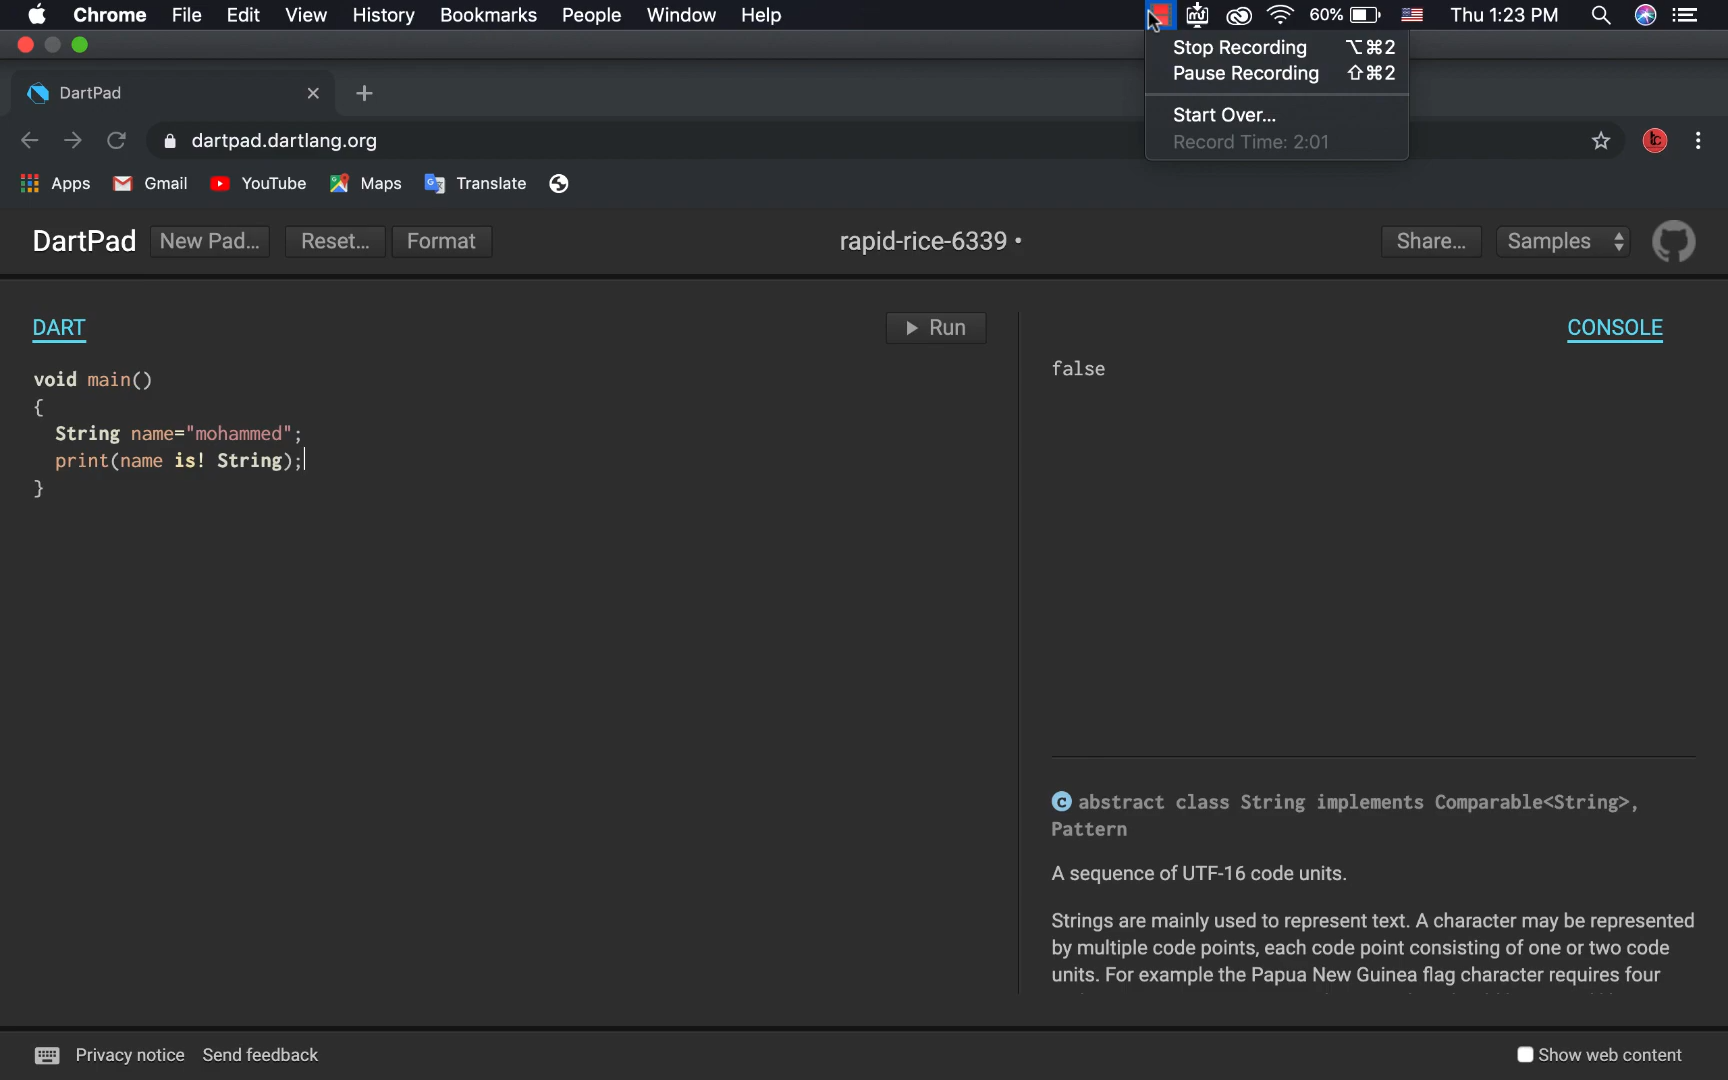 Chrome File Edit View History Bookmarks People Window Help 60% Thu 1:23 PM
Stop Recording ⌥⌘2
Pause Recording ⇧⌘2
Start Over...
Record Time: 2:01
DartPad
dartpad.dartlang.org
Apps Gmail YouTube Maps Translate
DartPad New Pad... Reset... Format rapid-rice-6339 • Share... Samples
DART Run CONSOLE
void main()
{
String name="mohammed";
print(name is! String);
}
false
C abstract class String implements Comparable<String>,
Pattern
A sequence of UTF-16 code units.
Strings are mainly used to represent text. A character may be represented
by multiple code points, each code point consisting of one or two code
units. For example the Papua New Guinea flag character requires four
Privacy notice Send feedback Show web content